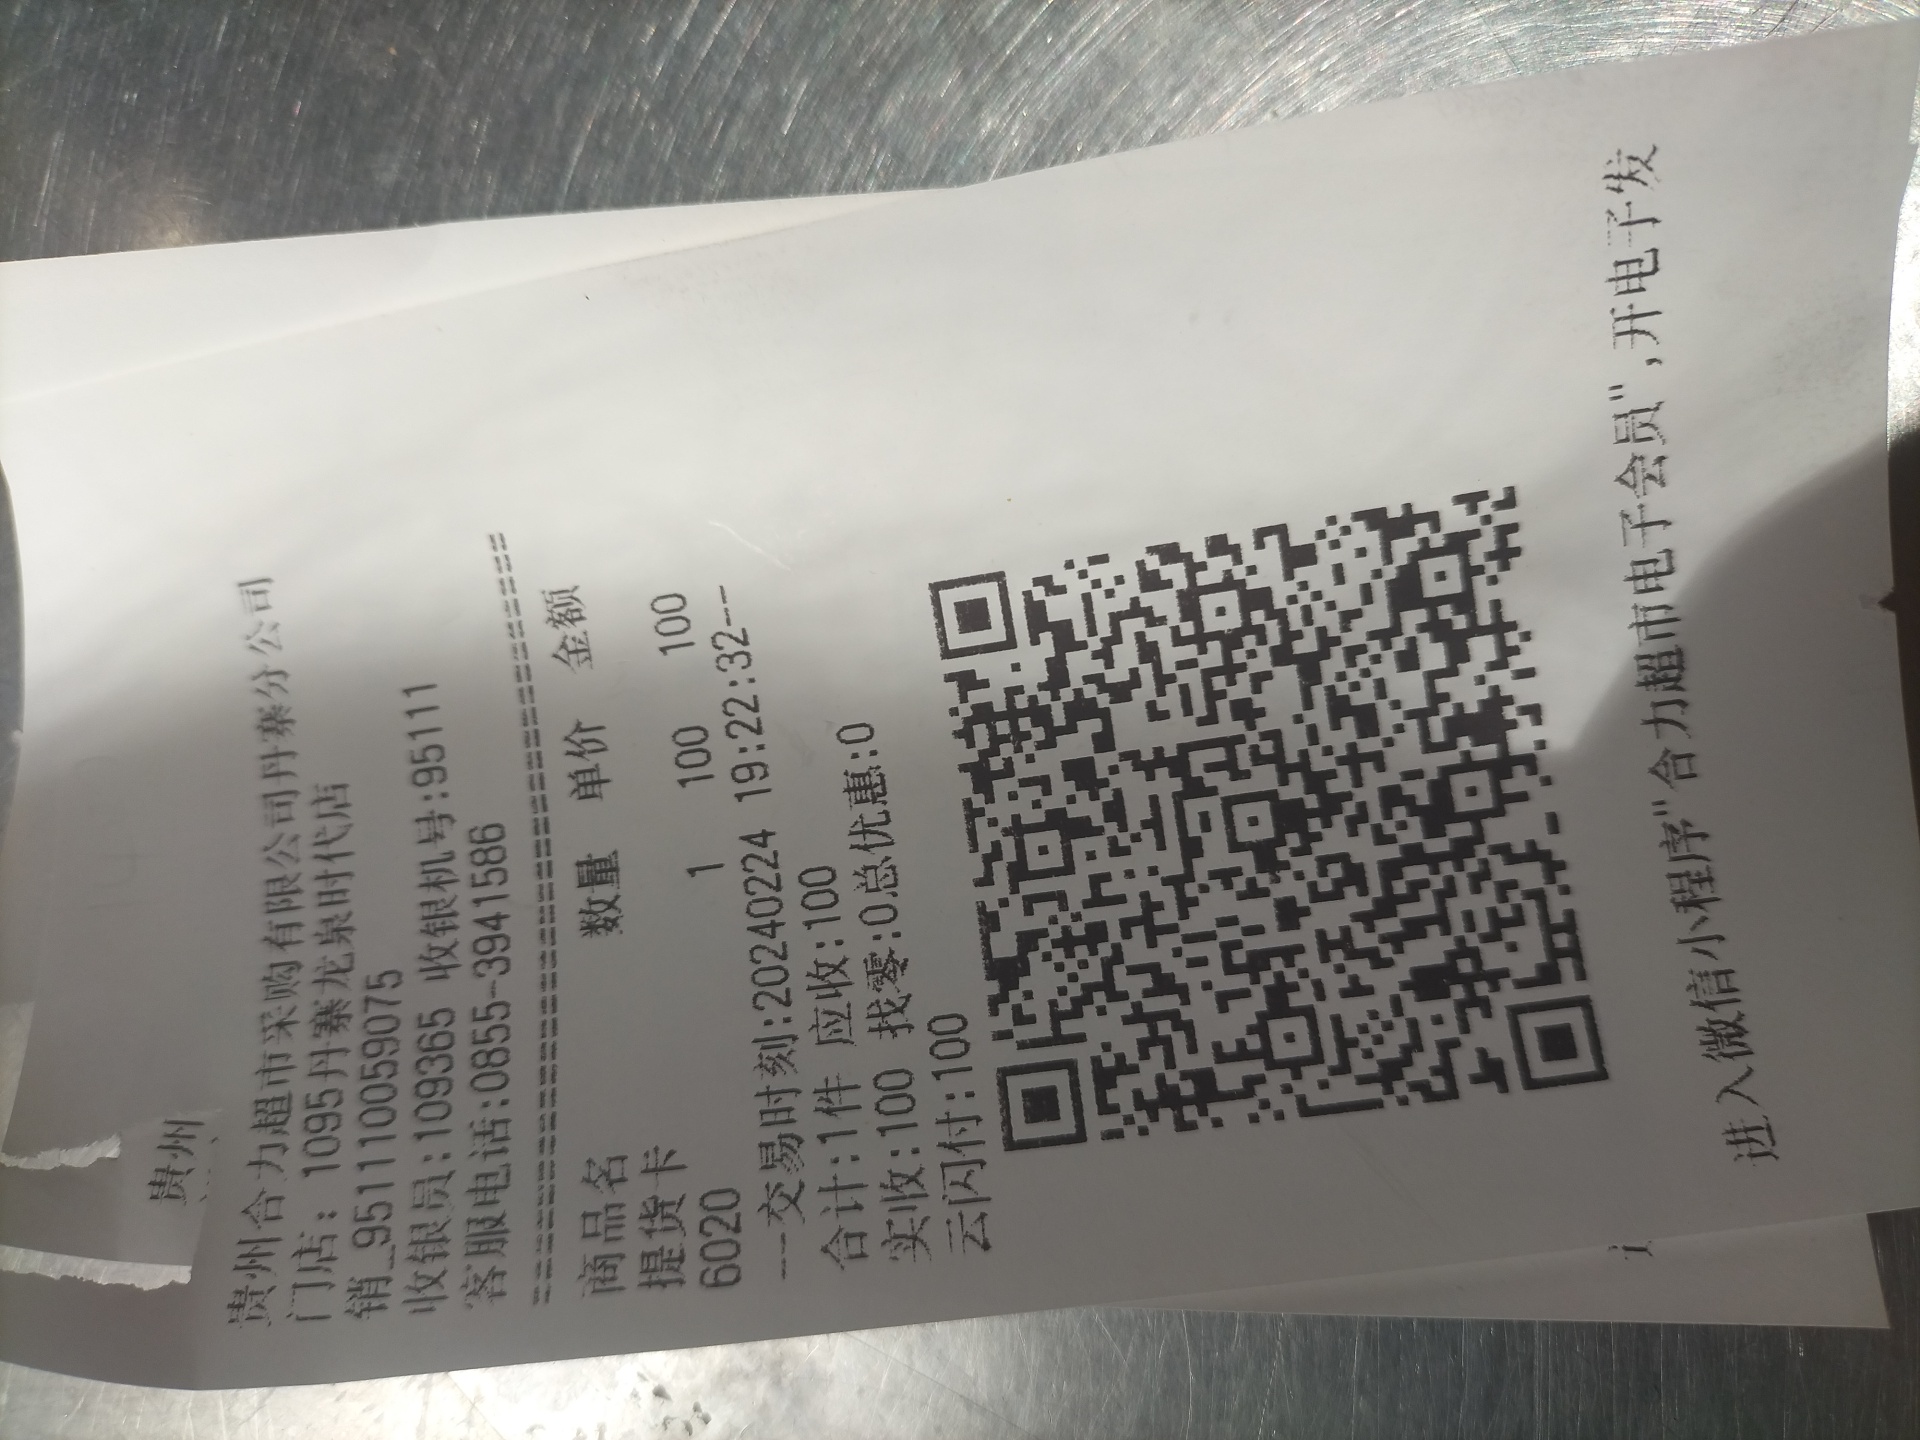 贵州
贵州合力超市采购有限公司丹寨分公司
门店: 1095丹寨龙泉时代店
销_951110059075
收银员:109365 收银机号:95111
客服电话:0855-3941586
商品名 数量 单价 金额
提货卡
6020 1 100 100
---交易时刻:20240224 19:22:32--
合计:1件 应收:100
实收:100 找零:0总优惠:0
云闪付:100
进入微信小程序"合力超市电子会员",开电子发